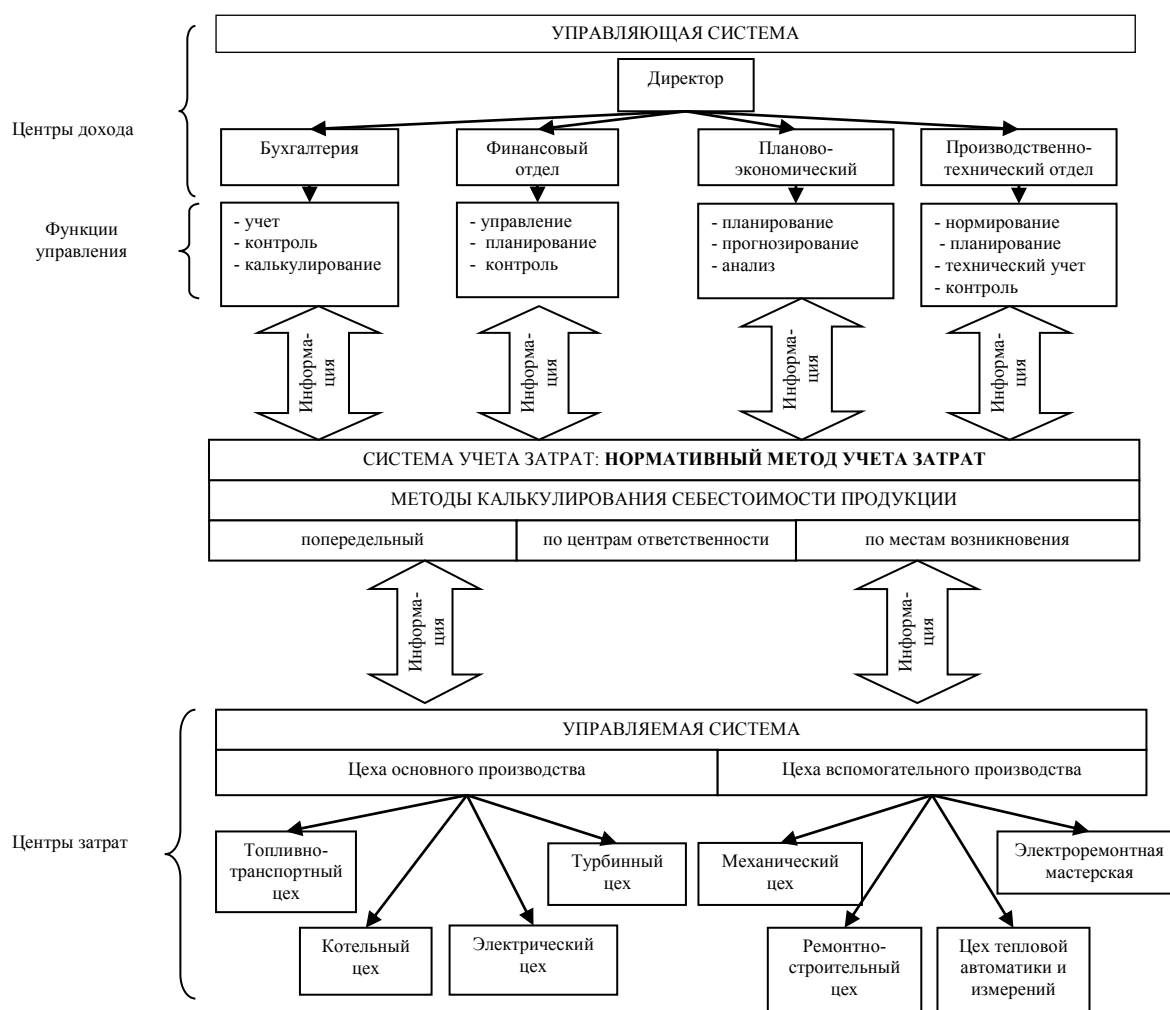 УПРАВЛЯЮЩАЯ СИСТЕМА
Директор
Центры дохода
Бухгалтерия
Финансовый
отдел
Планово-
экономический
Производственно-
технический отдел
Функции
управления
- учет
- контроль
- калькулирование
- управление
- планирование
- контроль
- планирование
- прогнозирование
- анализ
- нормирование
- планирование
- технический учет
- контроль
Информа-
ция
Информа-
ция
Информа-
ция
Информа-
ция
СИСТЕМА УЧЕТА ЗАТРАТ: НОРМАТИВНЫЙ МЕТОД УЧЕТА ЗАТРАТ
МЕТОДЫ КАЛЬКУЛИРОВАНИЯ СЕБЕСТОИМОСТИ ПРОДУКЦИИ
попередельный
по центрам ответственности
по местам возникновения
Информа-
ция
Информа-
ция
УПРАВЛЯЕМАЯ СИСТЕМА
Цеха основного производства
Цеха вспомогательного производства
Центры затрат
Топливно-
транспортный
цех
Турбинный
цех
Механический
цех
Электроремонтная
мастерская
Котельный
цех
Электрический
цех
Ремонтно-
строительный
цех
Цех тепловой
автоматики и
измерений